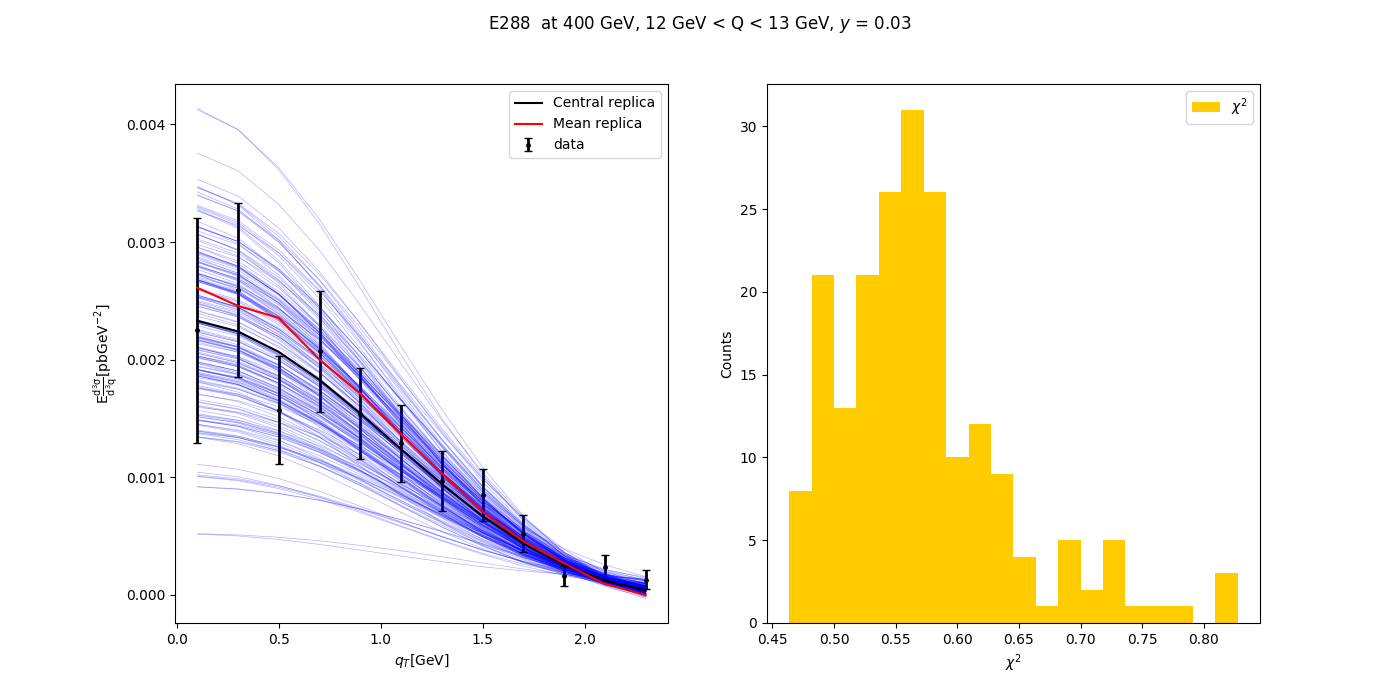 E288 at 400 GeV, 12 GeV < Q < 13 GeV, y = 0.03
Central replica
Mean replica
data
0.004
0.003
0.002
0.001
0.000
E d³σ/d³q [pbGeV⁻²]
0.0 0.5 1.0 1.5 2.0
q_T[GeV]
χ²
30
25
20
15
10
5
0
Counts
0.45 0.50 0.55 0.60 0.65 0.70 0.75 0.80
χ²